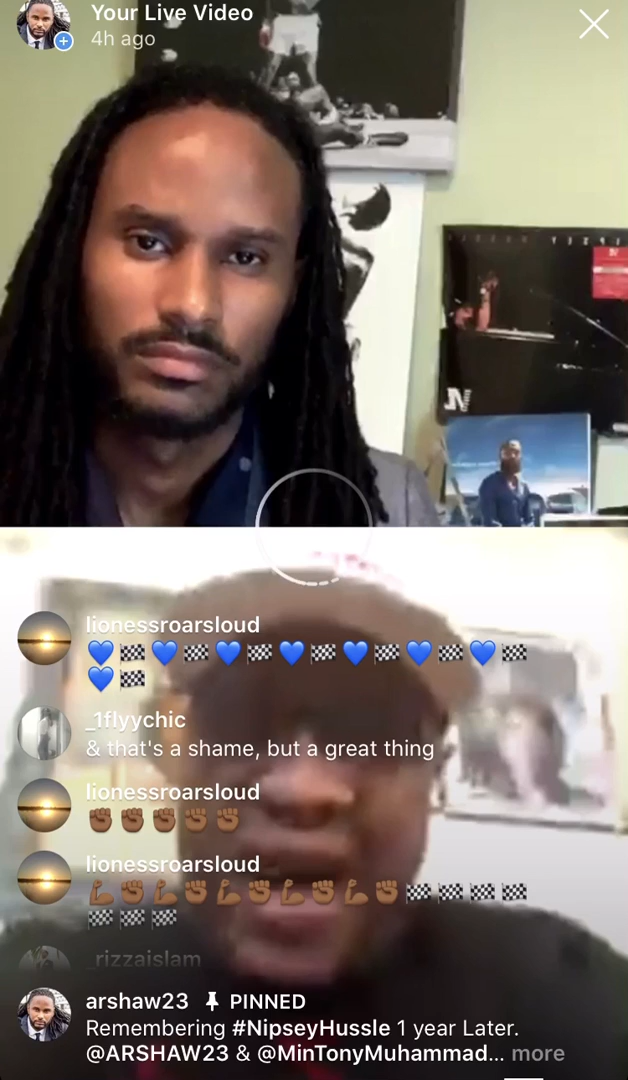 Your Live Video
4h ago
lionessroarsloud
💙🏁💙🏁💙🏁💙🏁💙🏁💙🏁💙🏁
💙🏁
_1flyychic
& that's a shame, but a great thing
lionessroarsloud
✊🏾✊🏾✊🏾✊🏾✊🏾
lionessroarsloud
💪🏾✊🏾💪🏾✊🏾💪🏾✊🏾💪🏾✊🏾💪🏾✊🏾🏁🏁🏁🏁
🏁🏁🏁
_rizzaislam
arshaw23 📌 PINNED
Remembering #NipseyHussle 1 year Later.
@ARSHAW23 & @MinTonyMuhammad... more